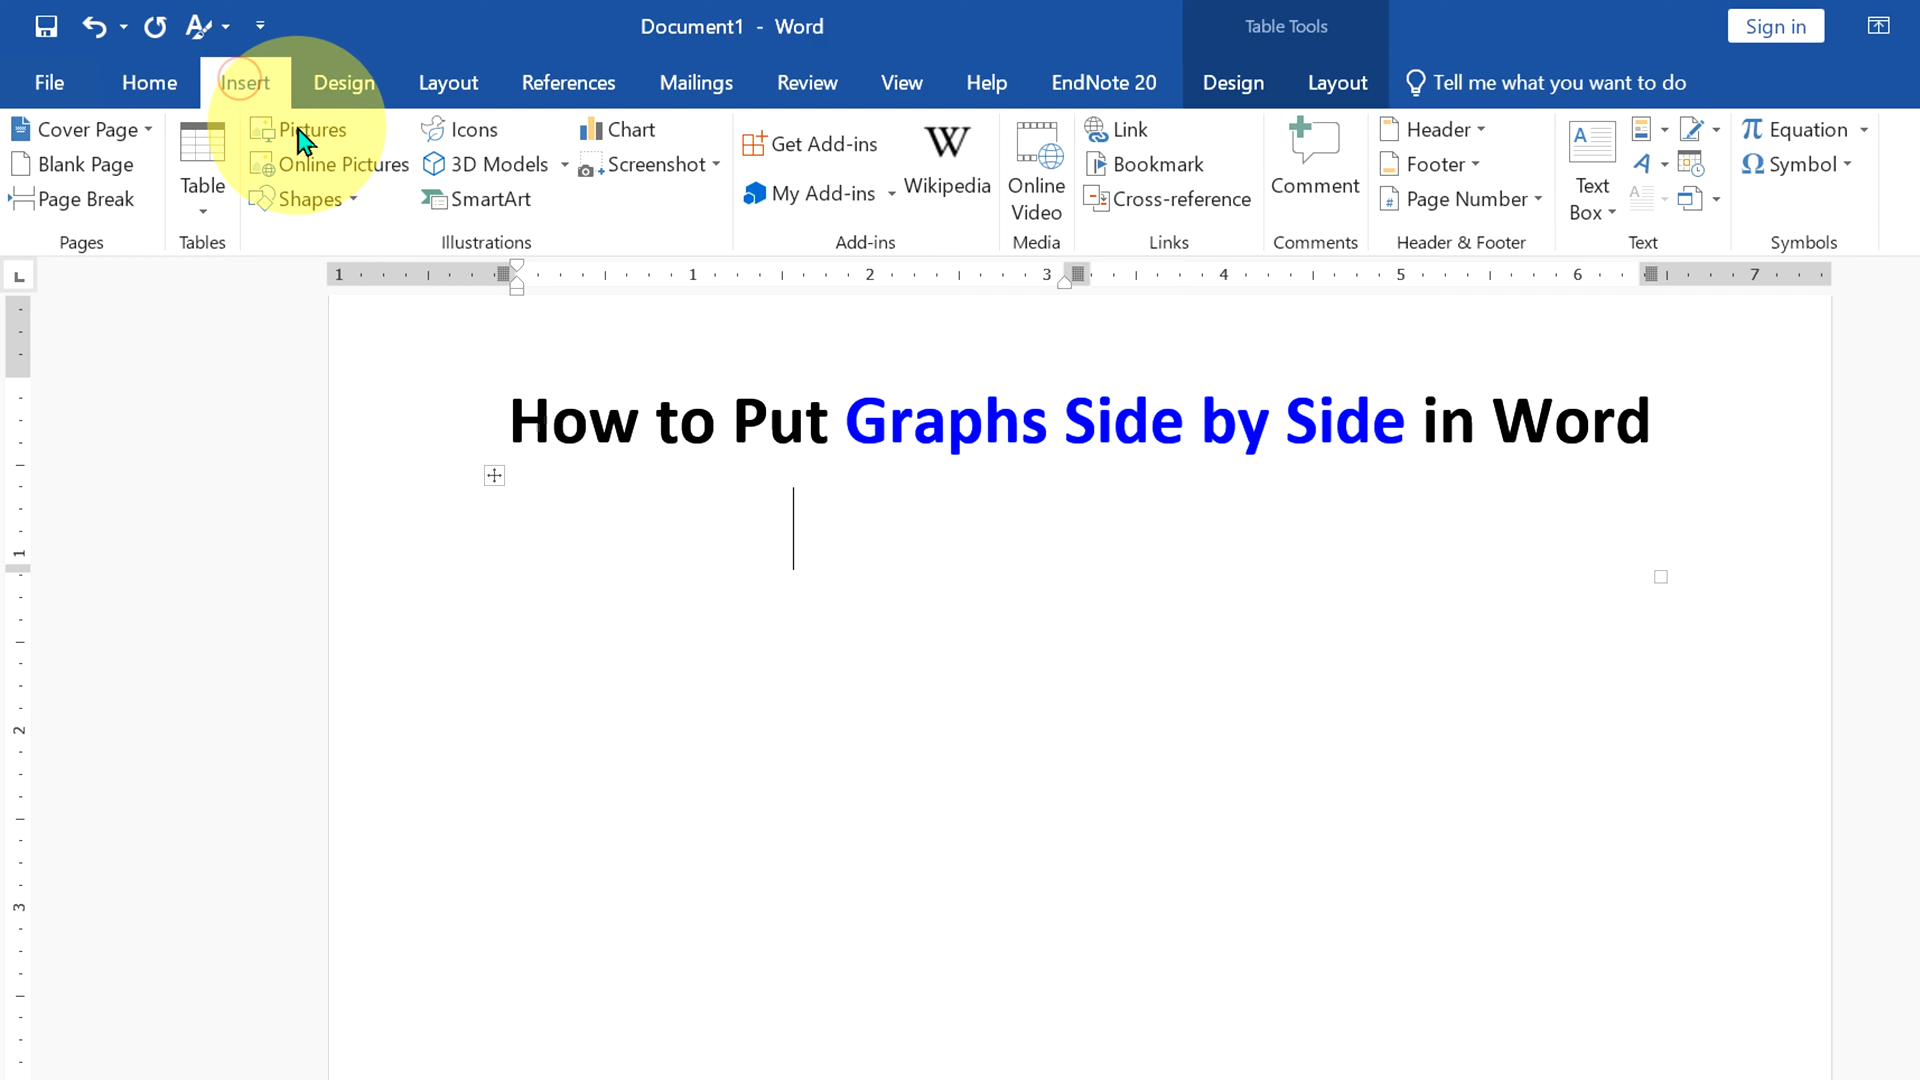 Document1 - Word
Table Tools
Sign in
File Home Insert Design Layout References Mailings Review View Help EndNote 20 Design Layout Tell me what you want to do
Cover Page
Blank Page
Page Break
Pages
Table
Tables
Pictures
Online Pictures
Shapes
Icons
3D Models
SmartArt
Chart
Screenshot
Illustrations
Get Add-ins
My Add-ins
W
Wikipedia
Add-ins
Online
Video
Media
Link
Bookmark
Cross-reference
Links
Comment
Comments
Header
Footer
Page Number
Header & Footer
Text
Box
Text
π Equation
Ω Symbol
Symbols
L
1 1 2 3 4 5 6 7
How to Put Graphs Side by Side in Word
1
2
3